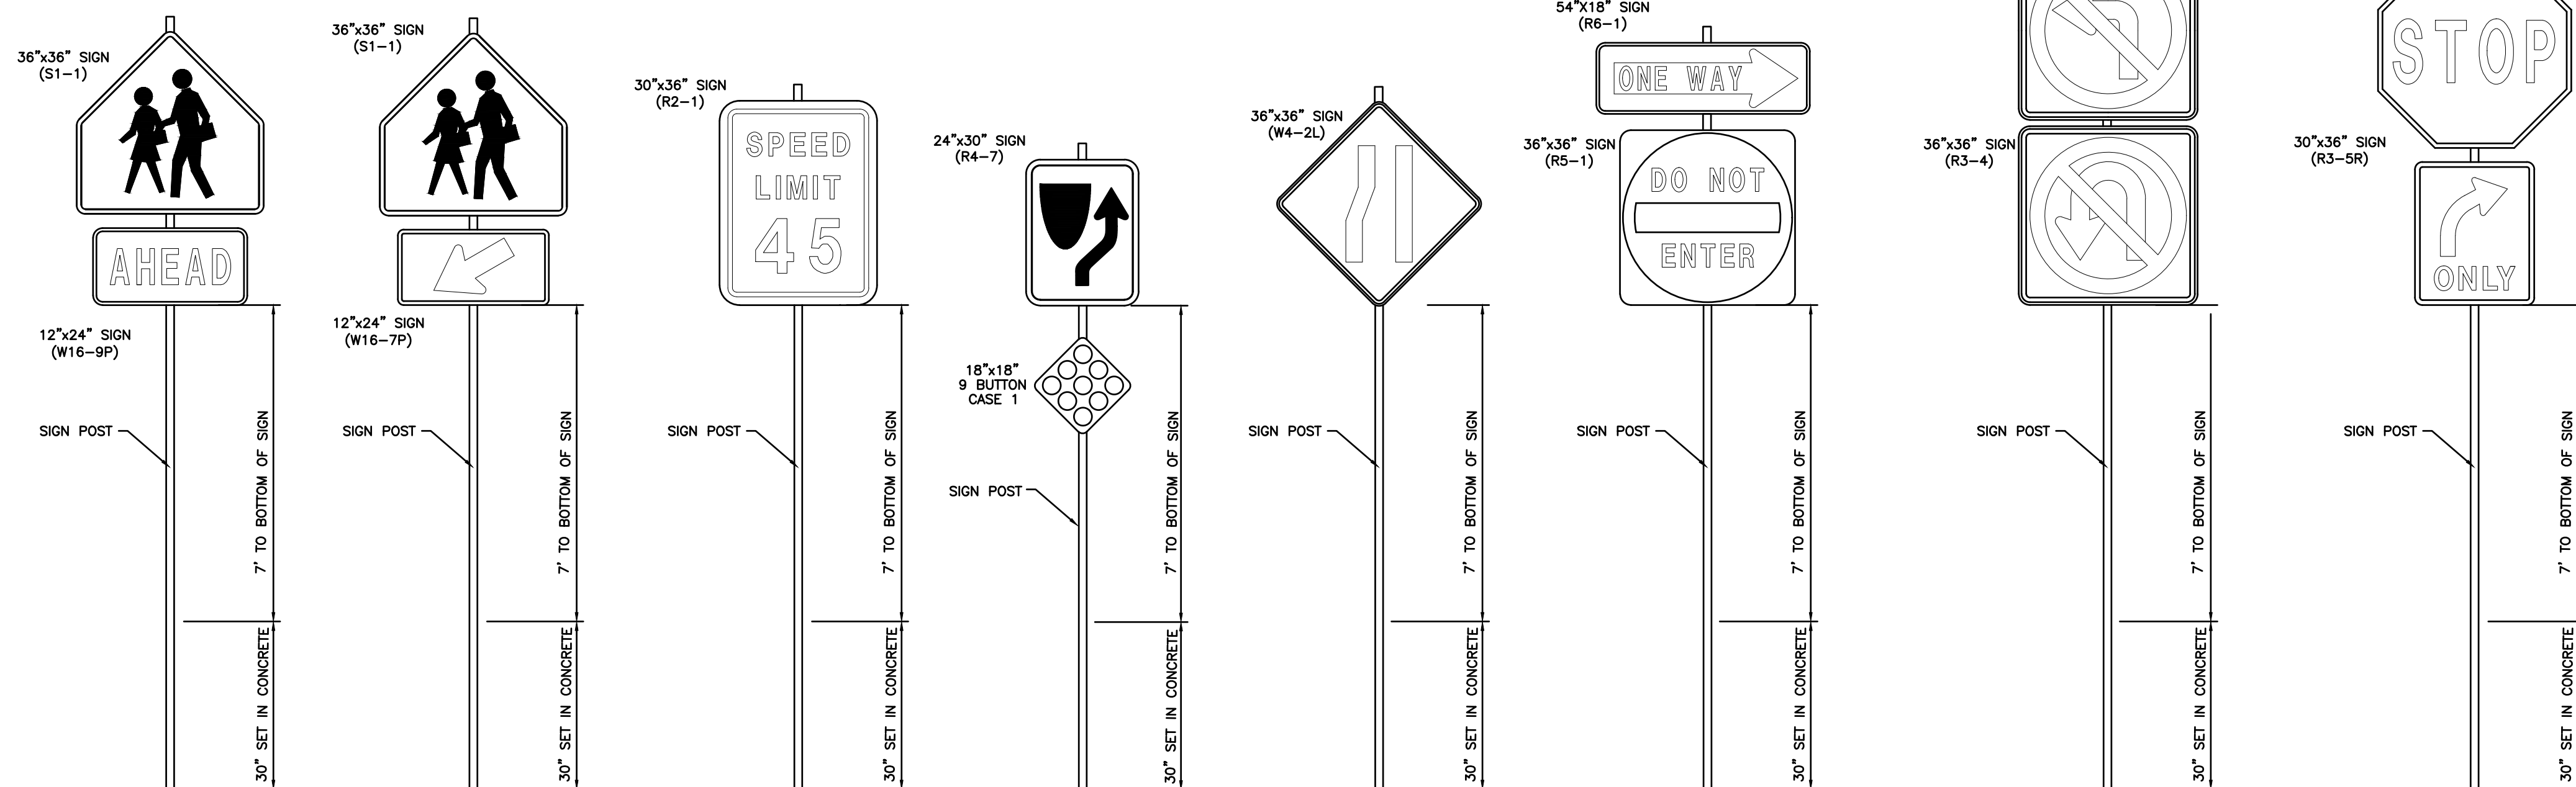 36"x36" SIGN
(S1-1)
AHEAD
12"x24" SIGN
(W16-9P)
SIGN POST
7' TO BOTTOM OF SIGN
30" SET IN CONCRETE
36"x36" SIGN
(S1-1)
12"x24" SIGN
(W16-7P)
SIGN POST
7' TO BOTTOM OF SIGN
30" SET IN CONCRETE
30"x36" SIGN
(R2-1)
SPEED
LIMIT
45
SIGN POST
7' TO BOTTOM OF SIGN
30" SET IN CONCRETE
24"x30" SIGN
(R4-7)
18"x18"
9 BUTTON
CASE 1
SIGN POST
7' TO BOTTOM OF SIGN
30" SET IN CONCRETE
36"x36" SIGN
(W4-2L)
SIGN POST
7' TO BOTTOM OF SIGN
30" SET IN CONCRETE
54"X18" SIGN
(R6-1)
ONE WAY
36"x36" SIGN
(R5-1)
DO NOT
ENTER
SIGN POST
7' TO BOTTOM OF SIGN
30" SET IN CONCRETE
36"x36" SIGN
(R3-4)
SIGN POST
7' TO BOTTOM OF SIGN
30" SET IN CONCRETE
STOP
30"x36" SIGN
(R3-5R)
ONLY
SIGN POST
7' TO BOTTOM OF SIGN
30" SET IN CONCRETE